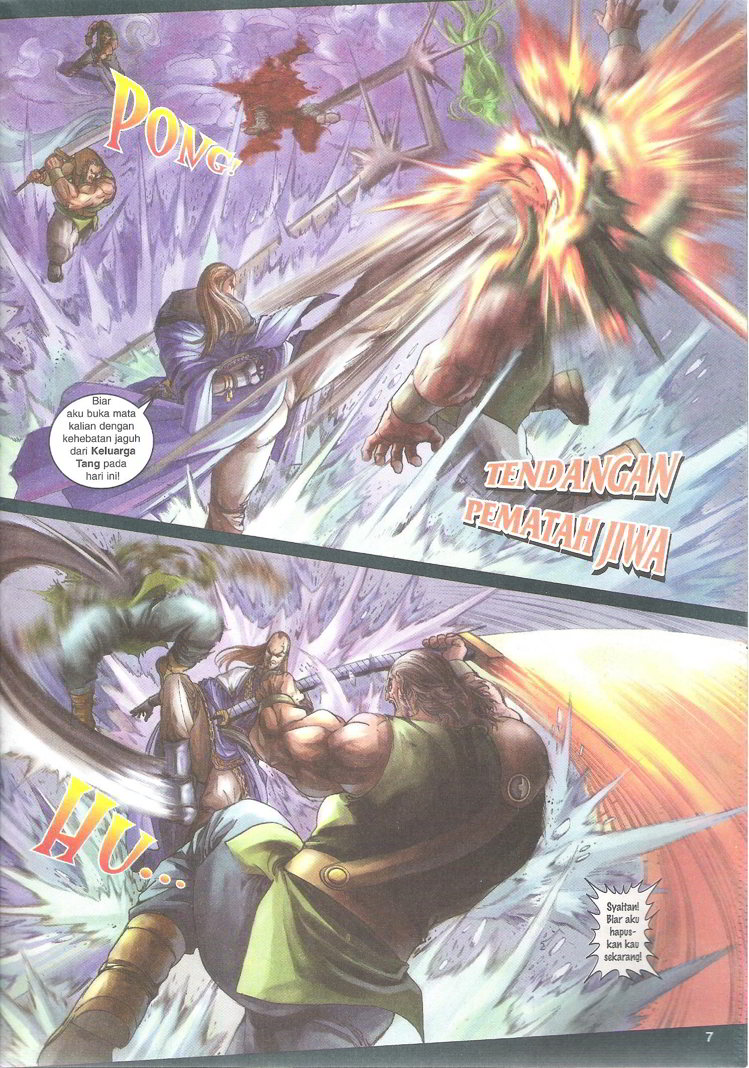 PONG!
Biar
aku buka mata
kalian dengan
kehebatan jaguh
dari Keluarga
Tang pada
hari ini!
TENDANGAN
PEMATAH JIWA
HU...
Syaitan!
Biar aku
hapus-
kan kau
sekarang!
7